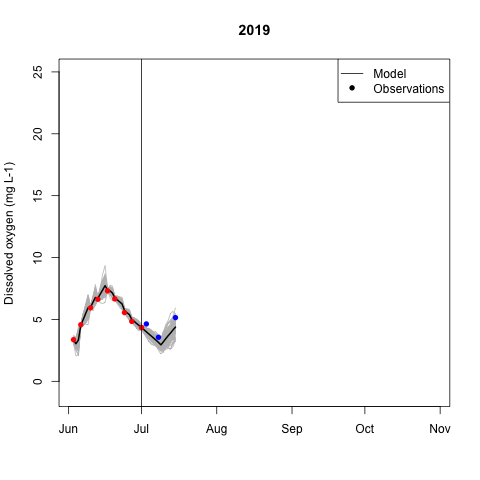 2019
Dissolved oxygen (mg L-1)
25
20
15
10
5
0
Model
Observations
Jun Jul Aug Sep Oct Nov